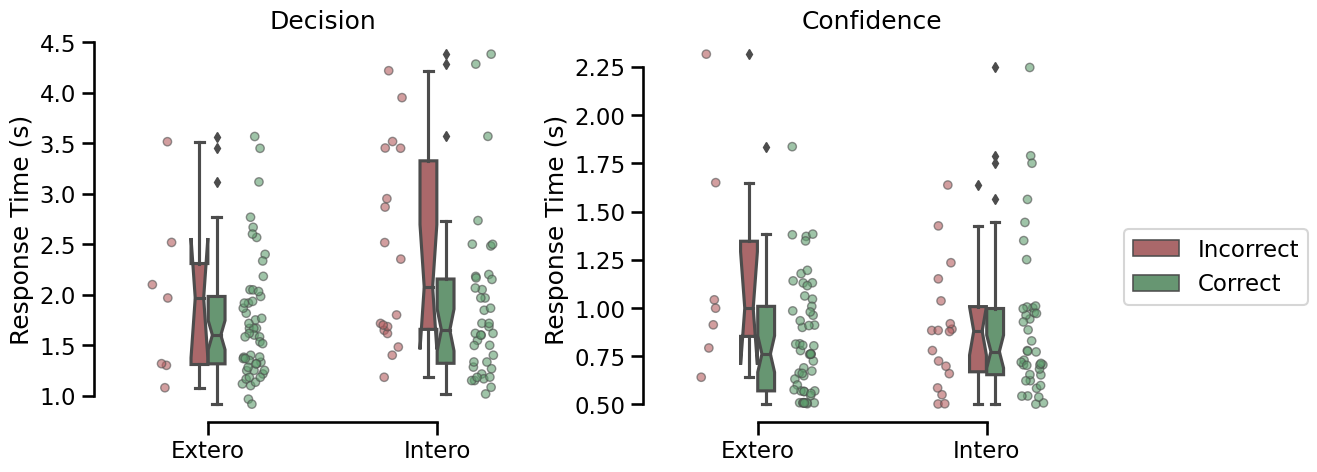 Decision
Response Time (s)
4.5
4.0
3.5
3.0
2.5
2.0
1.5
1.0
Extero Intero
Confidence
Response Time (s)
2.25
2.00
1.75
1.50
1.25
1.00
0.75
0.50
Extero Intero
Incorrect
Correct